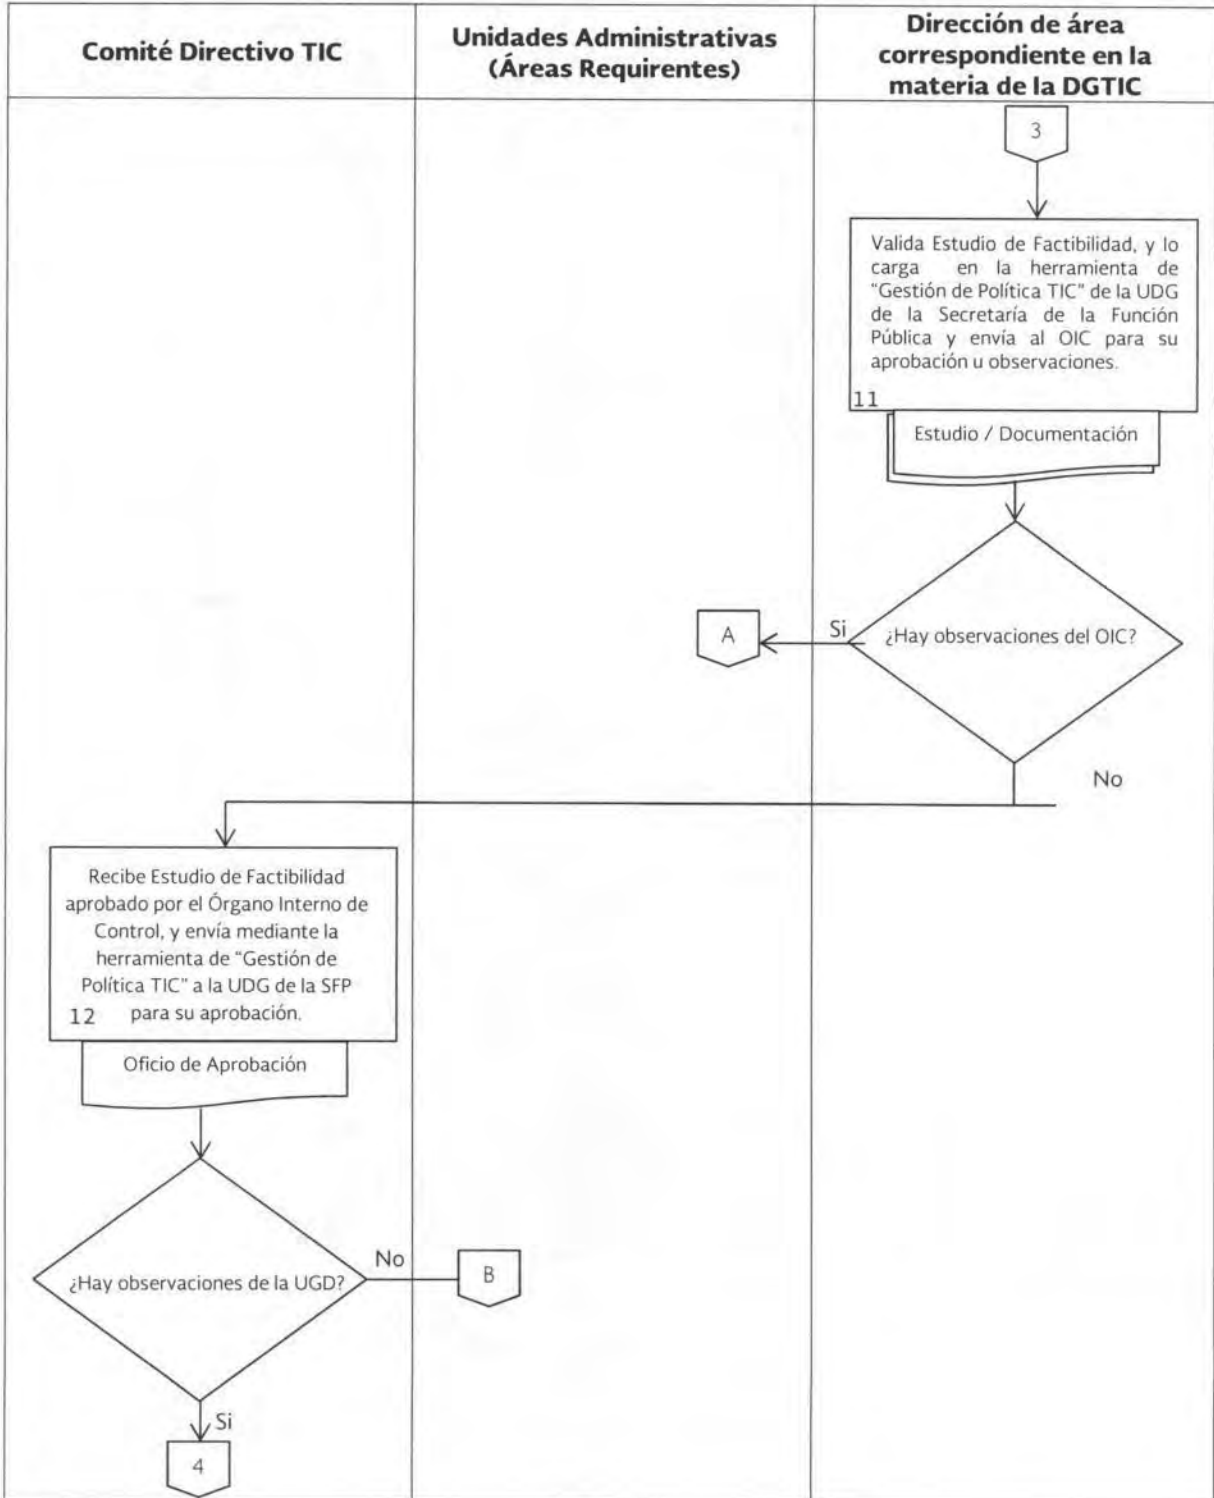 Comité Directivo TIC
Unidades Administrativas
(Áreas Requirentes)
Dirección de área
correspondiente en la
materia de la DGTIC
3
Valida Estudio de Factibilidad, y lo
carga en la herramienta de
"Gestión de Política TIC" de la UDG
de la Secretaría de la Función
Pública y envía al OIC para su
aprobación u observaciones.
11
Estudio / Documentación
A
Si
¿Hay observaciones del OIC?
No
Recibe Estudio de Factibilidad
aprobado por el Órgano Interno de
Control, y envía mediante la
herramienta de "Gestión de
Política TIC" a la UDG de la SFP
12 para su aprobación.
Oficio de Aprobación
¿Hay observaciones de la UGD?
No
B
Si
4